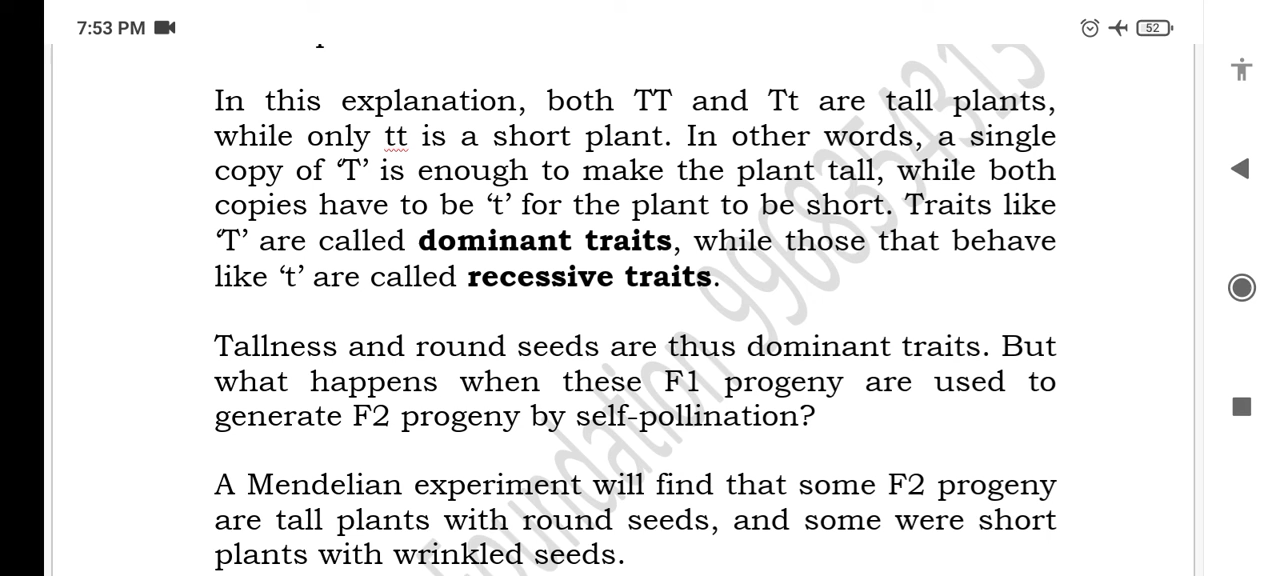 7:53 PM
52
In this explanation, both TT and Tt are tall plants,
while only tt is a short plant. In other words, a single
copy of ‘T’ is enough to make the plant tall, while both
copies have to be ‘t’ for the plant to be short. Traits like
‘T’ are called dominant traits, while those that behave
like ‘t’ are called recessive traits.
Tallness and round seeds are thus dominant traits. But
what happens when these F1 progeny are used to
generate F2 progeny by self-pollination?
A Mendelian experiment will find that some F2 progeny
are tall plants with round seeds, and some were short
plants with wrinkled seeds.
Foundation 9968354313